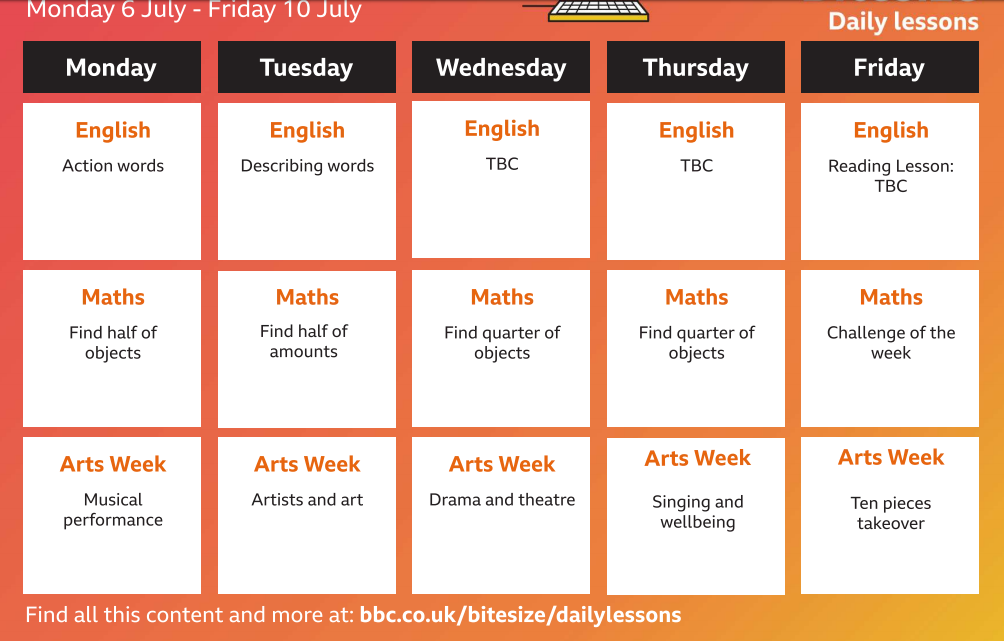 Monday 6 July - Friday 10 July
Daily lessons
Monday
Tuesday
Wednesday
Thursday
Friday
English
Action words
English
Describing words
English
TBC
English
TBC
English
Reading Lesson:
TBC
Maths
Find half of
objects
Maths
Find half of
amounts
Maths
Find quarter of
objects
Maths
Find quarter of
objects
Maths
Challenge of the
week
Arts Week
Musical
performance
Arts Week
Artists and art
Arts Week
Drama and theatre
Arts Week
Singing and
wellbeing
Arts Week
Ten pieces
takeover
Find all this content and more at: bbc.co.uk/bitesize/dailylessons